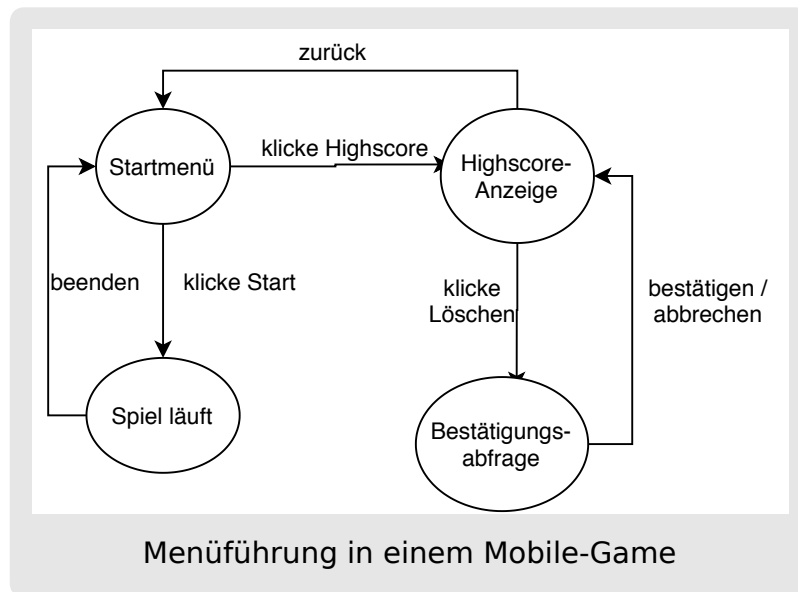 zurück
Startmenü
klicke Highscore
Highscore-
Anzeige
beenden
klicke Start
klicke
Löschen
bestätigen /
abbrechen
Spiel läuft
Bestätigungs-
abfrage
Menüführung in einem Mobile-Game